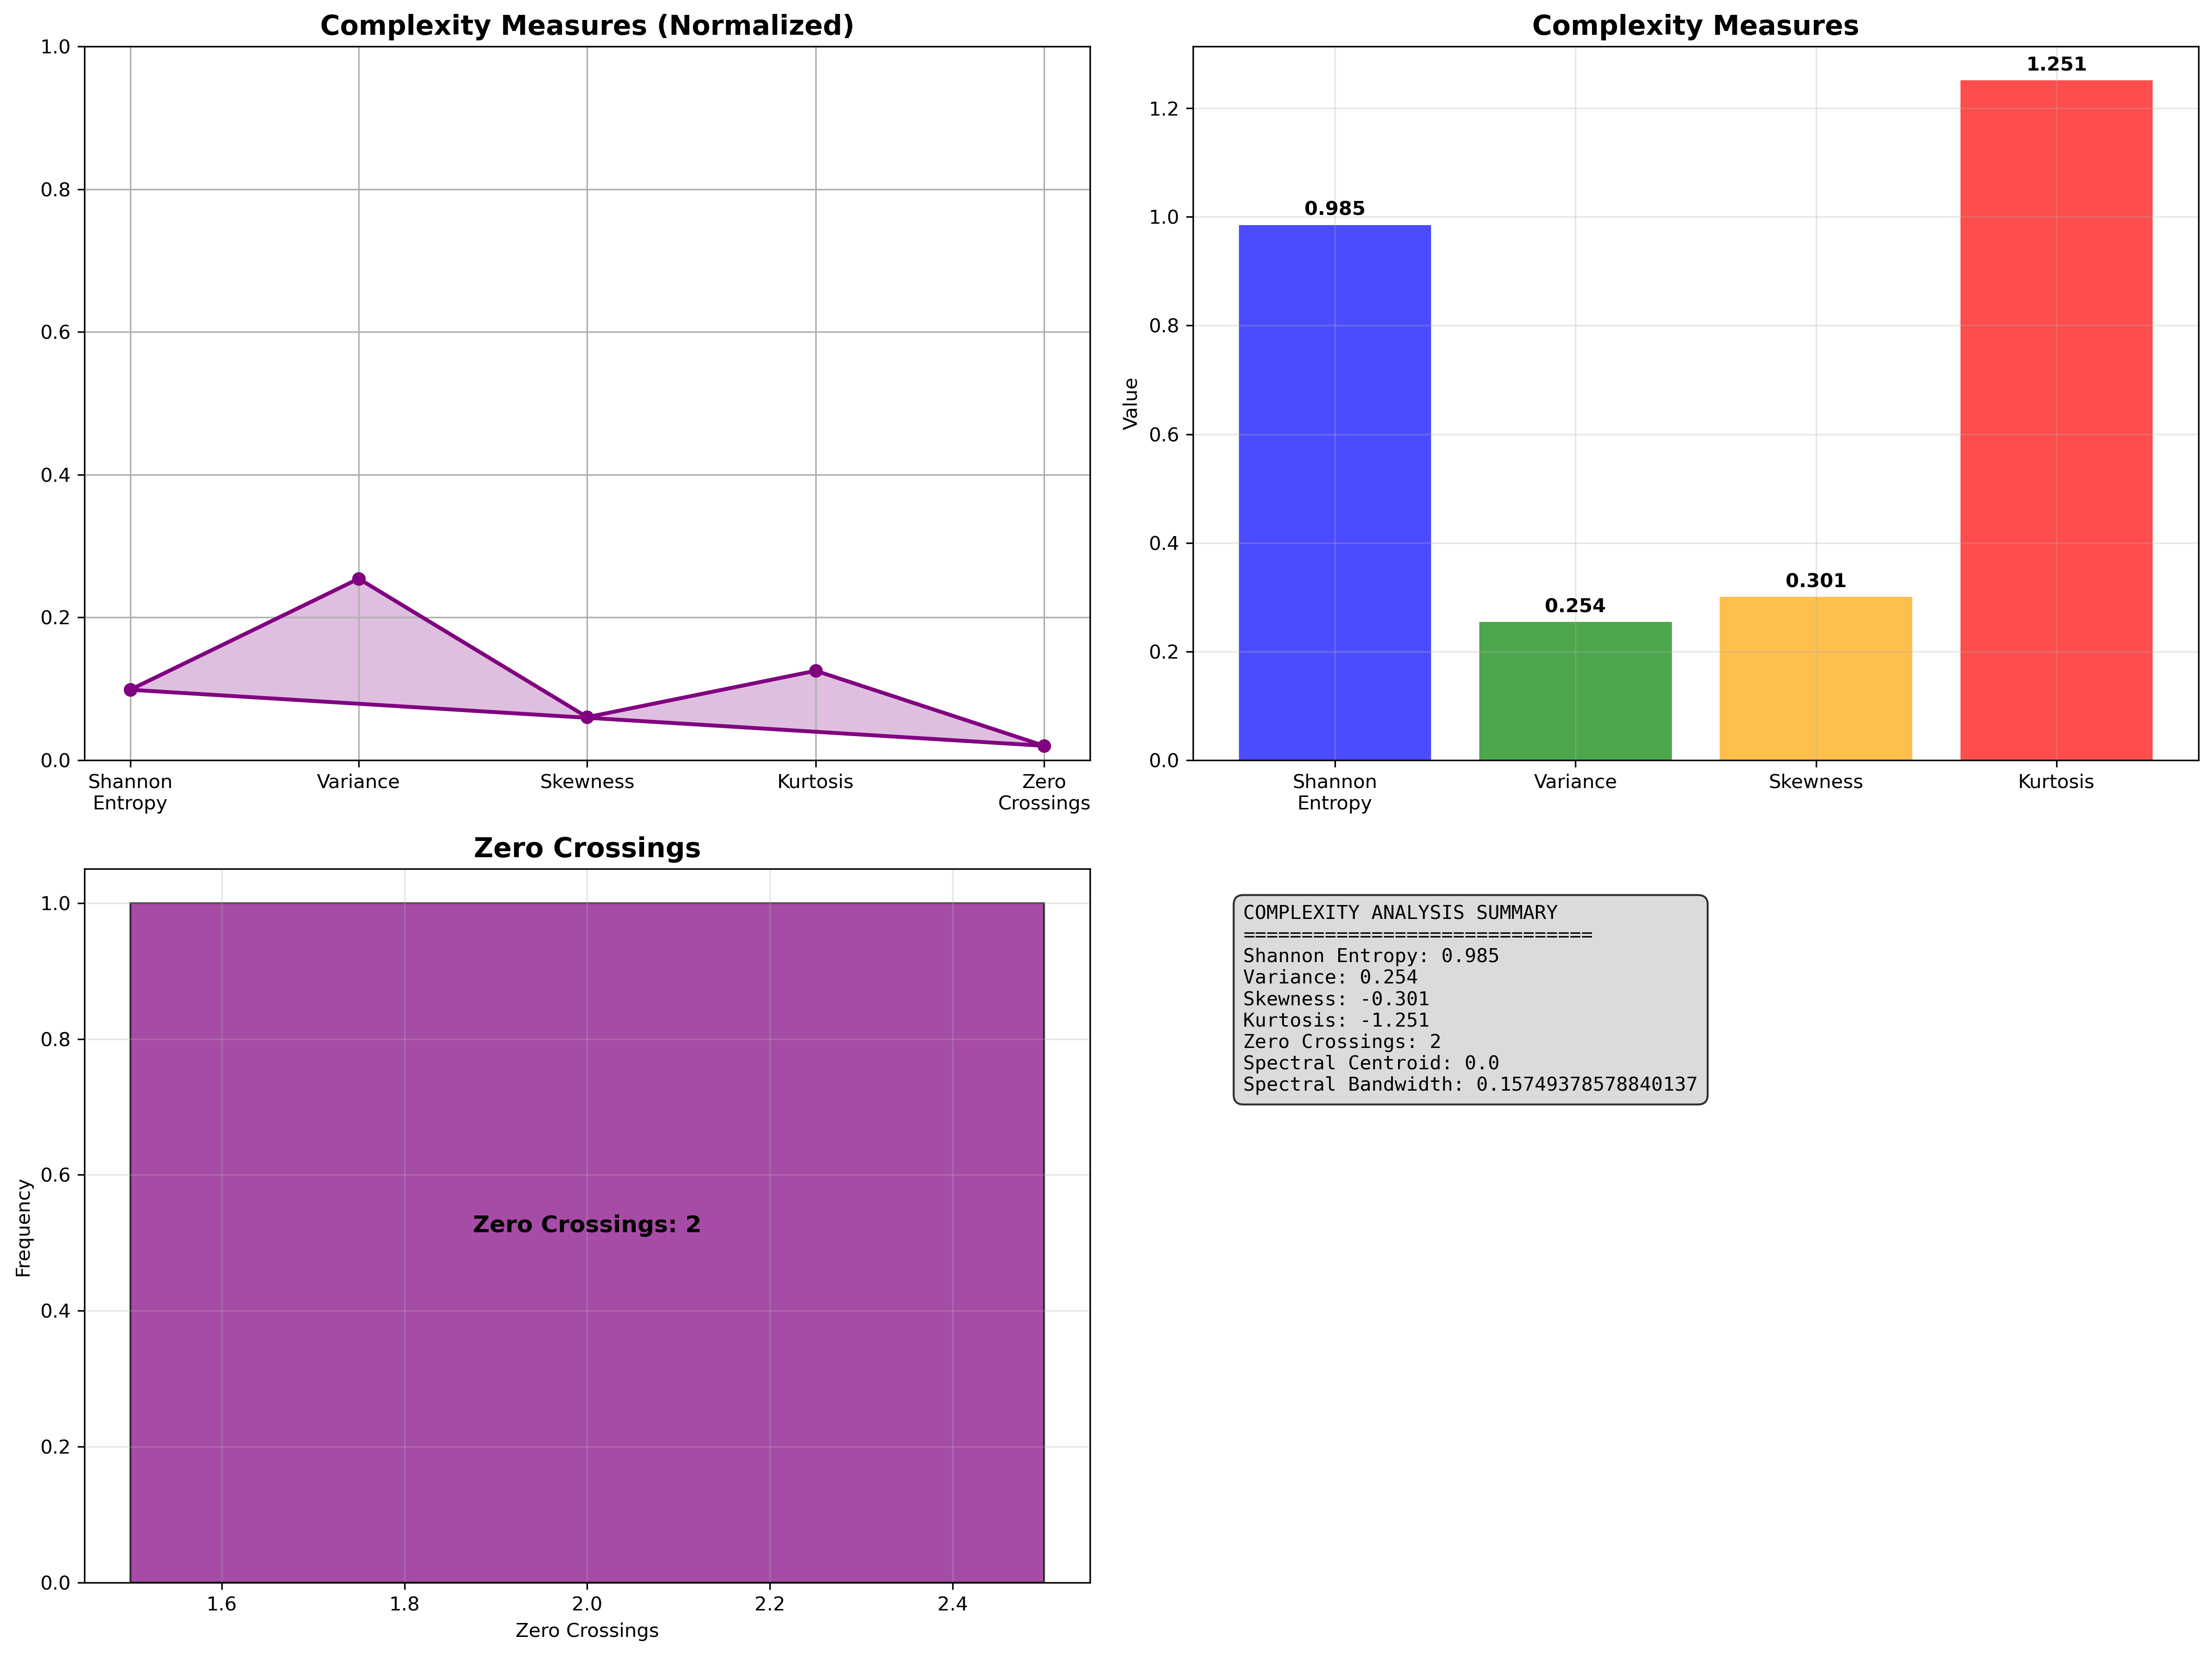 Complexity Measures (Normalized)
1.0
0.8
0.6
0.4
0.2
0.0
Shannon
Entropy
Variance
Skewness
Kurtosis
Zero
Crossings
Complexity Measures
Value
1.2
1.0
0.8
0.6
0.4
0.2
0.0
0.985
0.254
0.301
1.251
Shannon
Entropy
Variance
Skewness
Kurtosis
Zero Crossings
Frequency
1.0
0.8
0.6
0.4
0.2
0.0
Zero Crossings: 2
1.6
1.8
2.0
2.2
2.4
Zero Crossings
COMPLEXITY ANALYSIS SUMMARY
==============================
Shannon Entropy: 0.985
Variance: 0.254
Skewness: -0.301
Kurtosis: -1.251
Zero Crossings: 2
Spectral Centroid: 0.0
Spectral Bandwidth: 0.15749378578840137